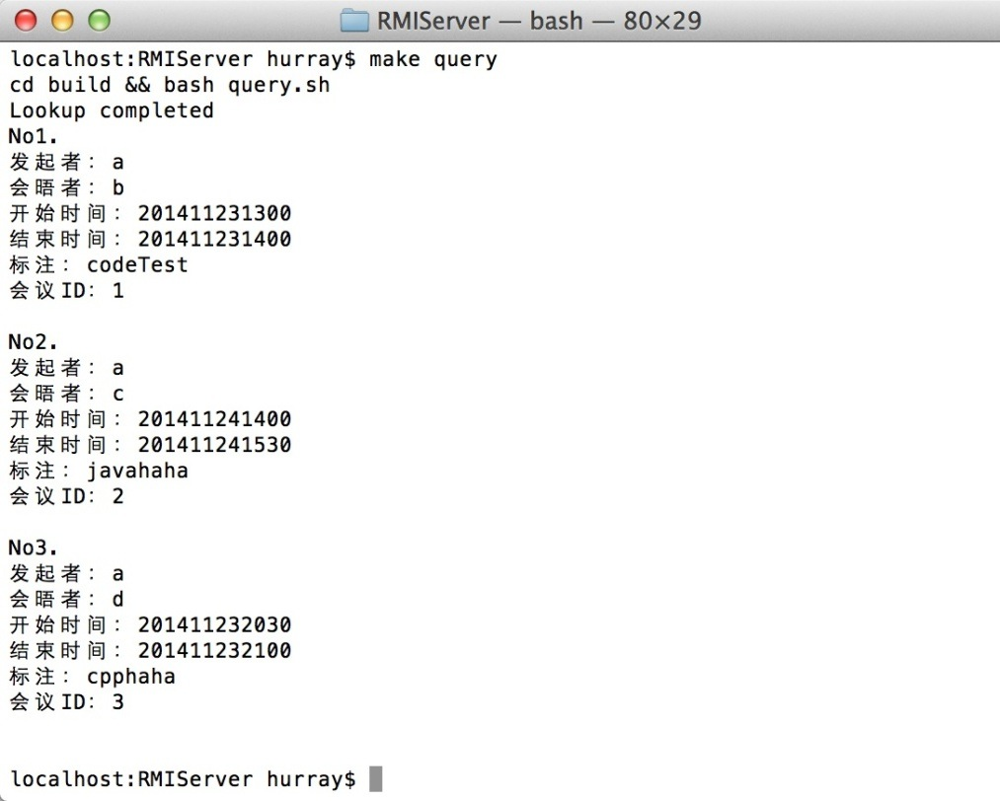 RMIServer — bash — 80×29
localhost:RMIServer hurray$ make query
cd build && bash query.sh
Lookup completed
No1.
发起者：a
会晤者：b
开始时间：201411231300
结束时间：201411231400
标注：codeTest
会议ID：1
No2.
发起者：a
会晤者：c
开始时间：201411241400
结束时间：201411241530
标注：javahaha
会议ID：2
No3.
发起者：a
会晤者：d
开始时间：201411232030
结束时间：201411232100
标注：cpphaha
会议ID：3
localhost:RMIServer hurray$